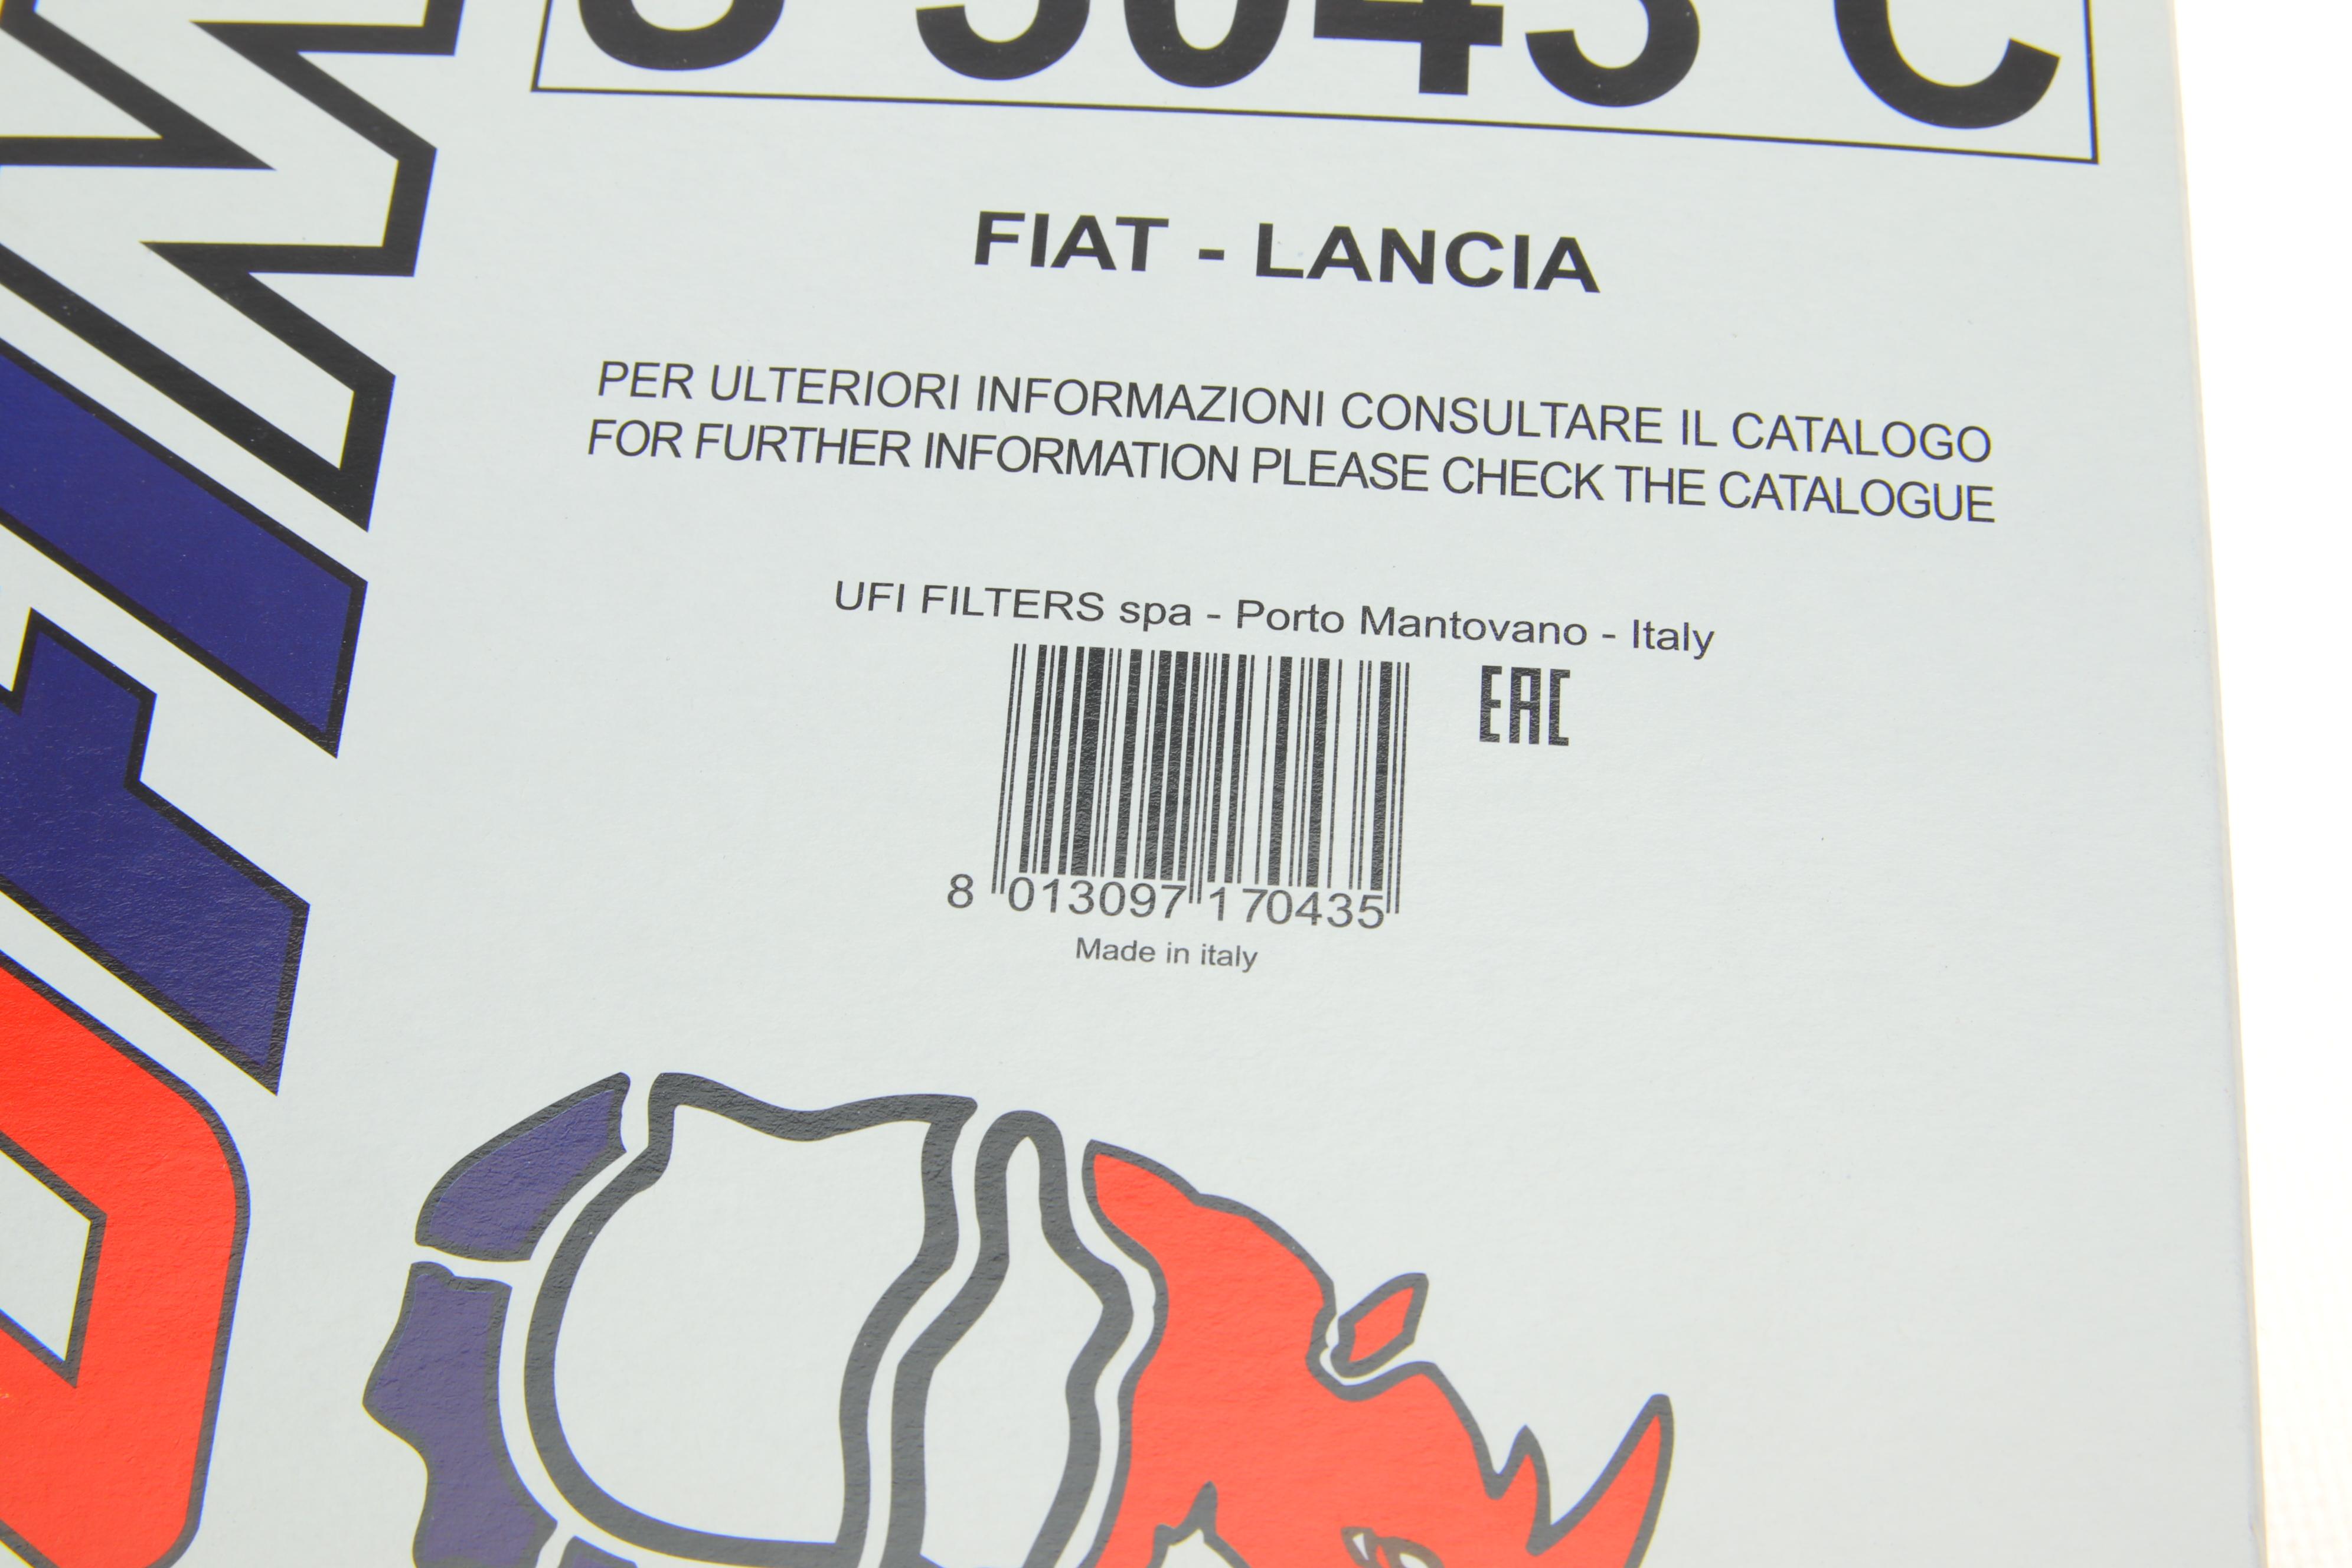 FIAT - LANCIA
PER ULTERIORI INFORMAZIONI CONSULTARE IL CATALOGO
FOR FURTHER INFORMATION PLEASE CHECK THE CATALOGUE
UFI FILTERS spa - Porto Mantovano - Italy
EAC
8 013097 170435
Made in italy